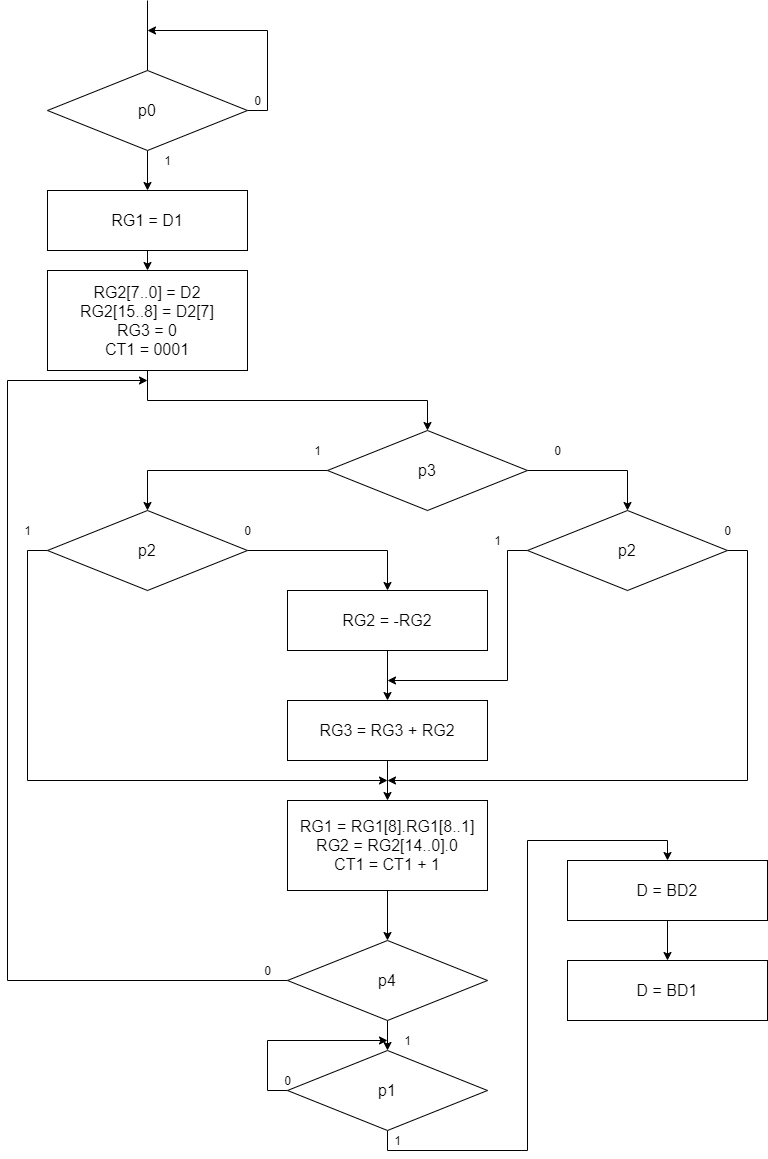 p0
0
1
RG1 = D1
RG2[7..0] = D2
RG2[15..8] = D2[7]
RG3 = 0
CT1 = 0001
1
p3
0
1
p2
0
1
p2
0
RG2 = -RG2
RG3 = RG3 + RG2
RG1 = RG1[8].RG1[8..1]
RG2 = RG2[14..0].0
CT1 = CT1 + 1
D = BD2
0
p4
D = BD1
1
0
p1
1